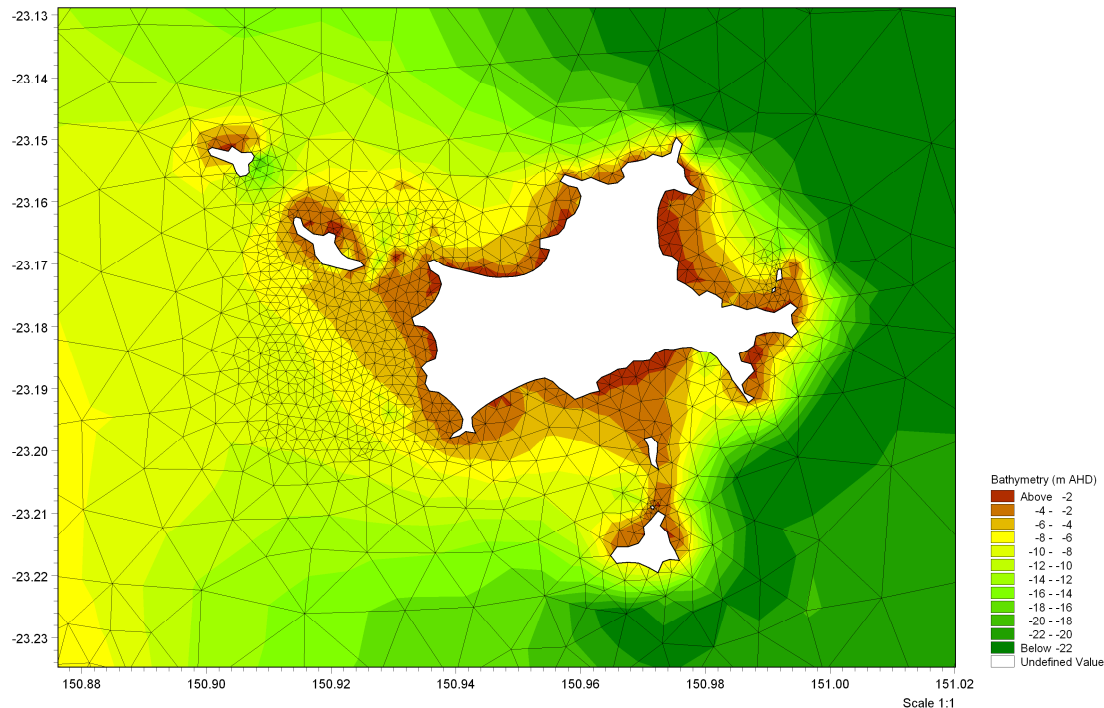 -23.13
-23.14
-23.15
-23.16
-23.17
-23.18
-23.19
-23.20
-23.21
-23.22
-23.23
150.88 150.90 150.92 150.94 150.96 150.98 151.00 151.02
Scale 1:1
Bathymetry (m AHD)
Above -2
-4 - -2
-6 - -4
-8 - -6
-10 - -8
-12 - -10
-14 - -12
-16 - -14
-18 - -16
-20 - -18
-22 - -20
Below -22
Undefined Value